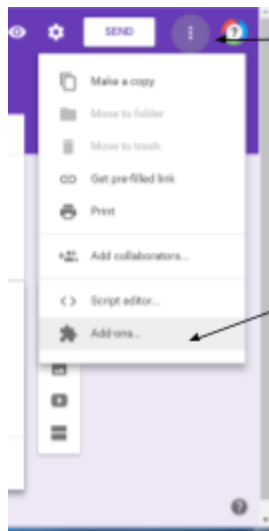 SEND
Make a copy
Move to folder
Move to trash
Get pre-filled link
Print
Add collaborators...
Script editor...
Add-ons...